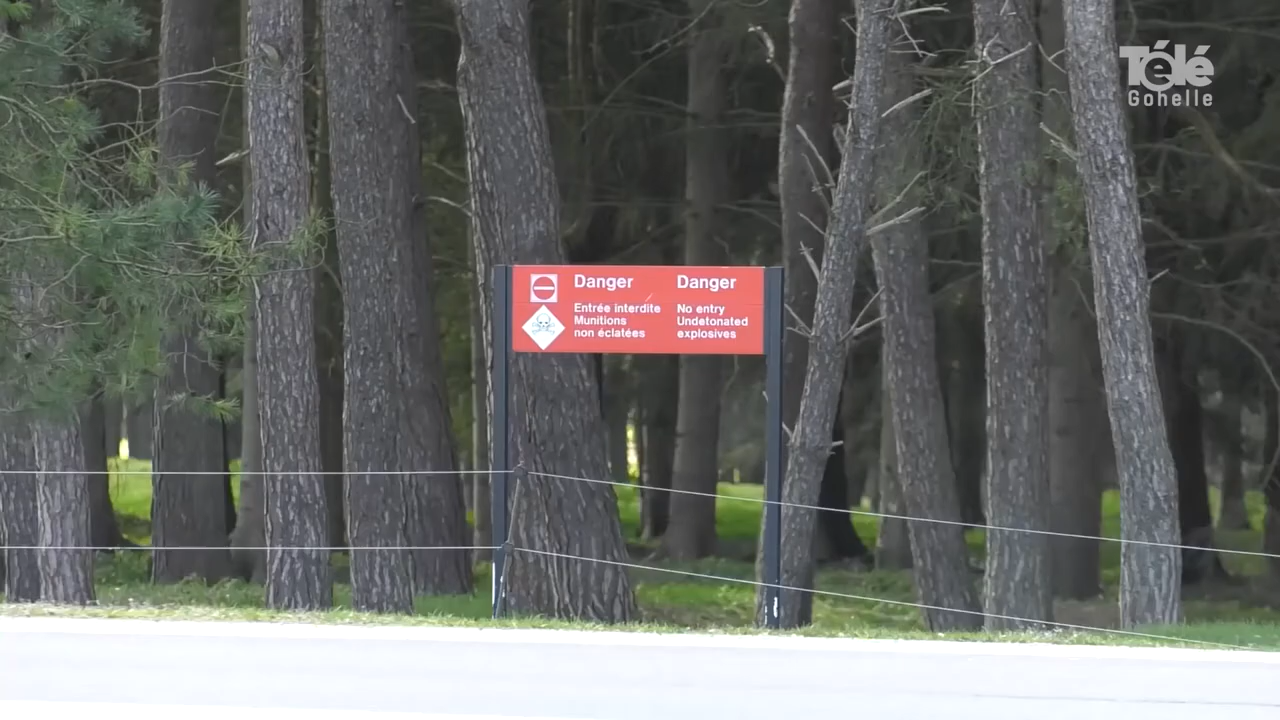 Télé
Gohelle
Danger
Entrée interdite
Munitions
non éclatées
Danger
No entry
Undetonated
explosives